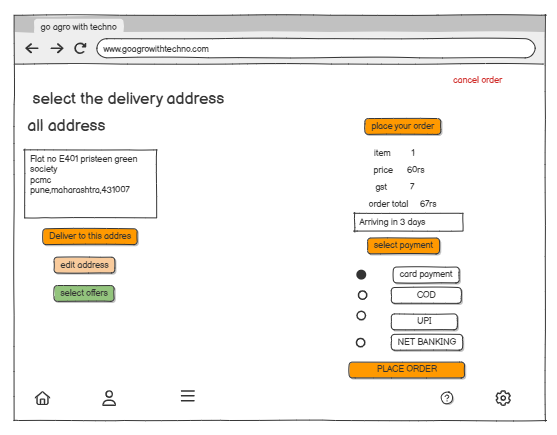 go agro with techno
www.goagrowithtechno.com
cancel order
select the delivery address
all address
Flat no E401 pristeen green
society
pcmc
pune,maharashtra,431007
Deliver to this addres
edit address
select offers
place your order
item 1
price 60rs
gst 7
order total 67rs
Arriving in 3 days
select payment
card payment
COD
UPI
NET BANKING
PLACE ORDER